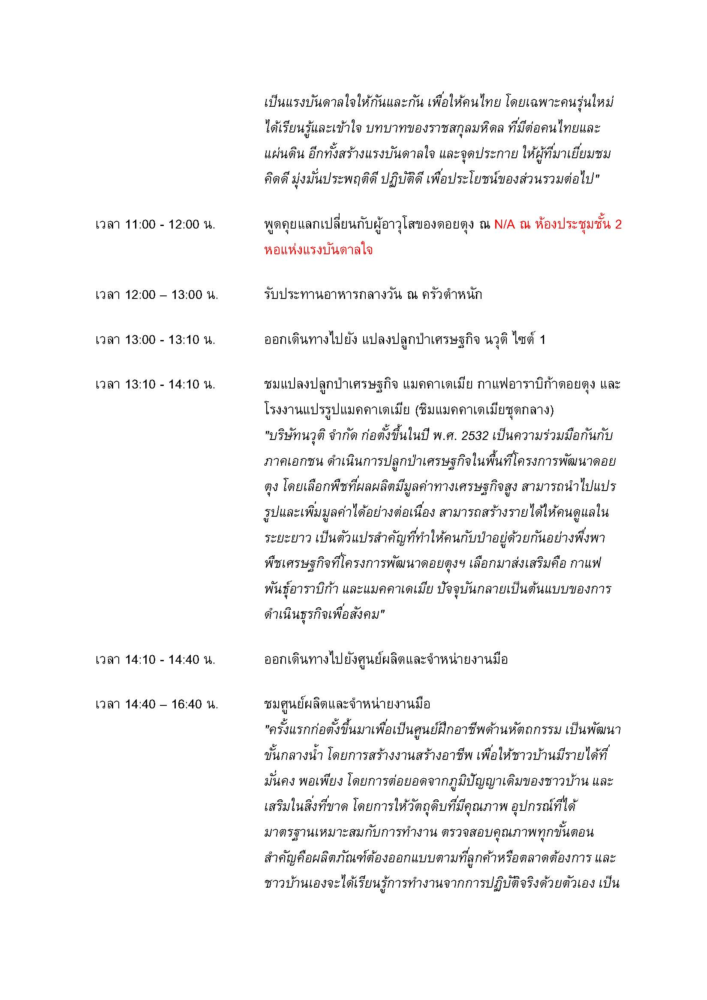 เป็นแรงบันดาลใจให้กันและกัน เพื่อให้คนไทย โดยเฉพาะคนรุ่นใหม่
ได้เรียนรู้และเข้าใจ บทบาทของราชสกุลมหิดล ที่มีต่อคนไทยและ
แผ่นดิน อีกทั้งสร้างแรงบันดาลใจ และจุดประกาย ให้ผู้ที่มาเยี่ยมชม
คิดดี มุ่งมั่นประพฤติดี ปฏิบัติดี เพื่อประโยชน์ของส่วนรวมต่อไป"
เวลา 11:00 - 12:00 น. พูดคุยแลกเปลี่ยนกับผู้อาวุโสของดอยตุง ณ N/A ณ ห้องประชุมชั้น 2
หอแห่งแรงบันดาลใจ
เวลา 12:00 – 13:00 น. รับประทานอาหารกลางวัน ณ ครัวตำหนัก
เวลา 13:00 - 13:10 น. ออกเดินทางไปยัง แปลงปลูกป่าเศรษฐกิจ นวุติ ไซต์ 1
เวลา 13:10 - 14:10 น. ชมแปลงปลูกป่าเศรษฐกิจ แมคคาเดเมีย กาแฟอาราบิก้าดอยตุง และ
โรงงานแปรรูปแมคคาเดเมีย (ชิมแมคคาเดเมียชุดกลาง)
"บริษัทนวุติ จำกัด ก่อตั้งขึ้นในปี พ.ศ. 2532 เป็นความร่วมมือกันกับ
ภาคเอกชน ดำเนินการปลูกป่าเศรษฐกิจในพื้นที่โครงการพัฒนาดอย
ตุง โดยเลือกพืชที่ผลผลิตมีมูลค่าทางเศรษฐกิจสูง สามารถนำไปแปร
รูปและเพิ่มมูลค่าได้อย่างต่อเนื่อง สามารถสร้างรายได้ให้คนดูแลใน
ระยะยาว เป็นตัวแปรสำคัญที่ทำให้คนกับป่าอยู่ด้วยกันอย่างพึ่งพา
พืชเศรษฐกิจที่โครงการพัฒนาดอยตุงฯ เลือกมาส่งเสริมคือ กาแฟ
พันธุ์อาราบิก้า และแมคคาเดเมีย ปัจจุบันกลายเป็นต้นแบบของการ
ดำเนินธุรกิจเพื่อสังคม"
เวลา 14:10 - 14:40 น. ออกเดินทางไปยังศูนย์ผลิตและจำหน่ายงานมือ
เวลา 14:40 – 16:40 น. ชมศูนย์ผลิตและจำหน่ายงานมือ
"ครั้งแรกก่อตั้งขึ้นมาเพื่อเป็นศูนย์ฝึกอาชีพด้านหัตถกรรม เป็นพัฒนา
ขั้นกลางน้ำ โดยการสร้างงานสร้างอาชีพ เพื่อให้ชาวบ้านมีรายได้ที่
มั่นคง พอเพียง โดยการต่อยอดจากภูมิปัญญาเดิมของชาวบ้าน และ
เสริมในสิ่งที่ขาด โดยการให้วัตถุดิบที่มีคุณภาพ อุปกรณ์ที่ได้
มาตรฐานเหมาะสมกับการทำงาน ตรวจสอบคุณภาพทุกขั้นตอน
สำคัญคือผลิตภัณฑ์ต้องออกแบบตามที่ลูกค้าหรือตลาดต้องการ และ
ชาวบ้านเองจะได้เรียนรู้การทำงานจากการปฏิบัติจริงด้วยตัวเอง เป็น